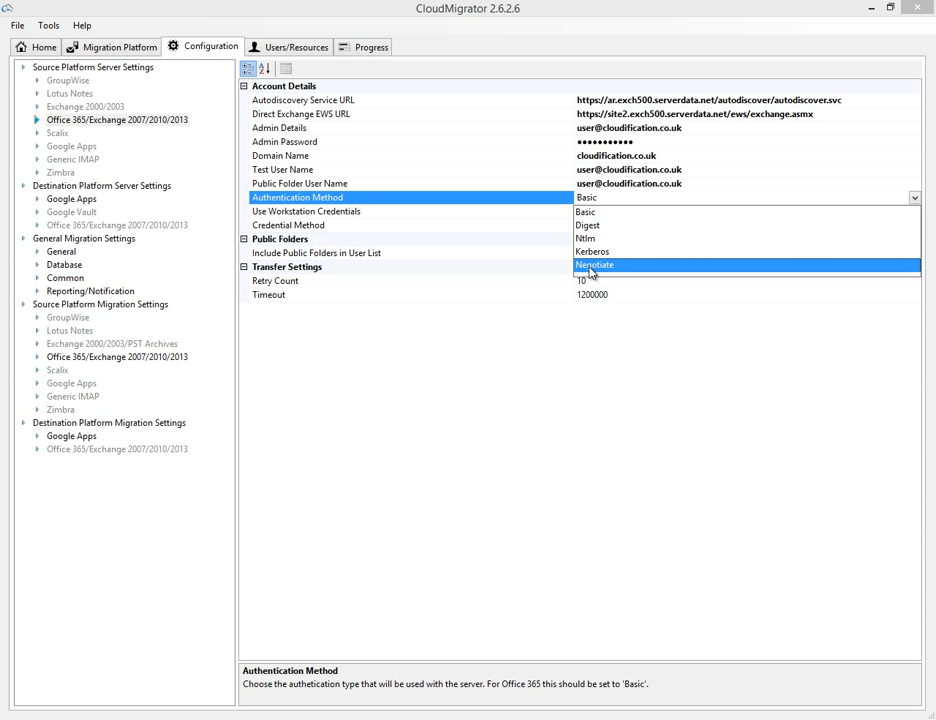 CloudMigrator 2.6.2.6
File Tools Help
Home Migration Platform Configuration Users/Resources Progress
Source Platform Server Settings
GroupWise
Lotus Notes
Exchange 2000/2003
Office 365/Exchange 2007/2010/2013
Scalix
Google Apps
Generic IMAP
Zimbra
Destination Platform Server Settings
Google Apps
Google Vault
Office 365/Exchange 2007/2010/2013
General Migration Settings
General
Database
Common
Reporting/Notification
Source Platform Migration Settings
GroupWise
Lotus Notes
Exchange 2000/2003/PST Archives
Office 365/Exchange 2007/2010/2013
Scalix
Google Apps
Generic IMAP
Zimbra
Destination Platform Migration Settings
Google Apps
Office 365/Exchange 2007/2010/2013
Account Details
Autodiscovery Service URL https://ar.exch500.serverdata.net/autodiscover/autodiscover.svc
Direct Exchange EWS URL https://site2.exch500.serverdata.net/ews/exchange.asmx
Admin Details user@cloudification.co.uk
Admin Password ●●●●●●●●●●●
Domain Name cloudification.co.uk
Test User Name user@cloudification.co.uk
Public Folder User Name user@cloudification.co.uk
Authentication Method Basic
Use Workstation Credentials
Credential Method
Public Folders
Include Public Folders in User List
Transfer Settings
Retry Count 10
Timeout 1200000
Basic
Digest
Ntlm
Kerberos
Negotiate
Authentication Method
Choose the authetication type that will be used with the server. For Office 365 this should be set to 'Basic'.